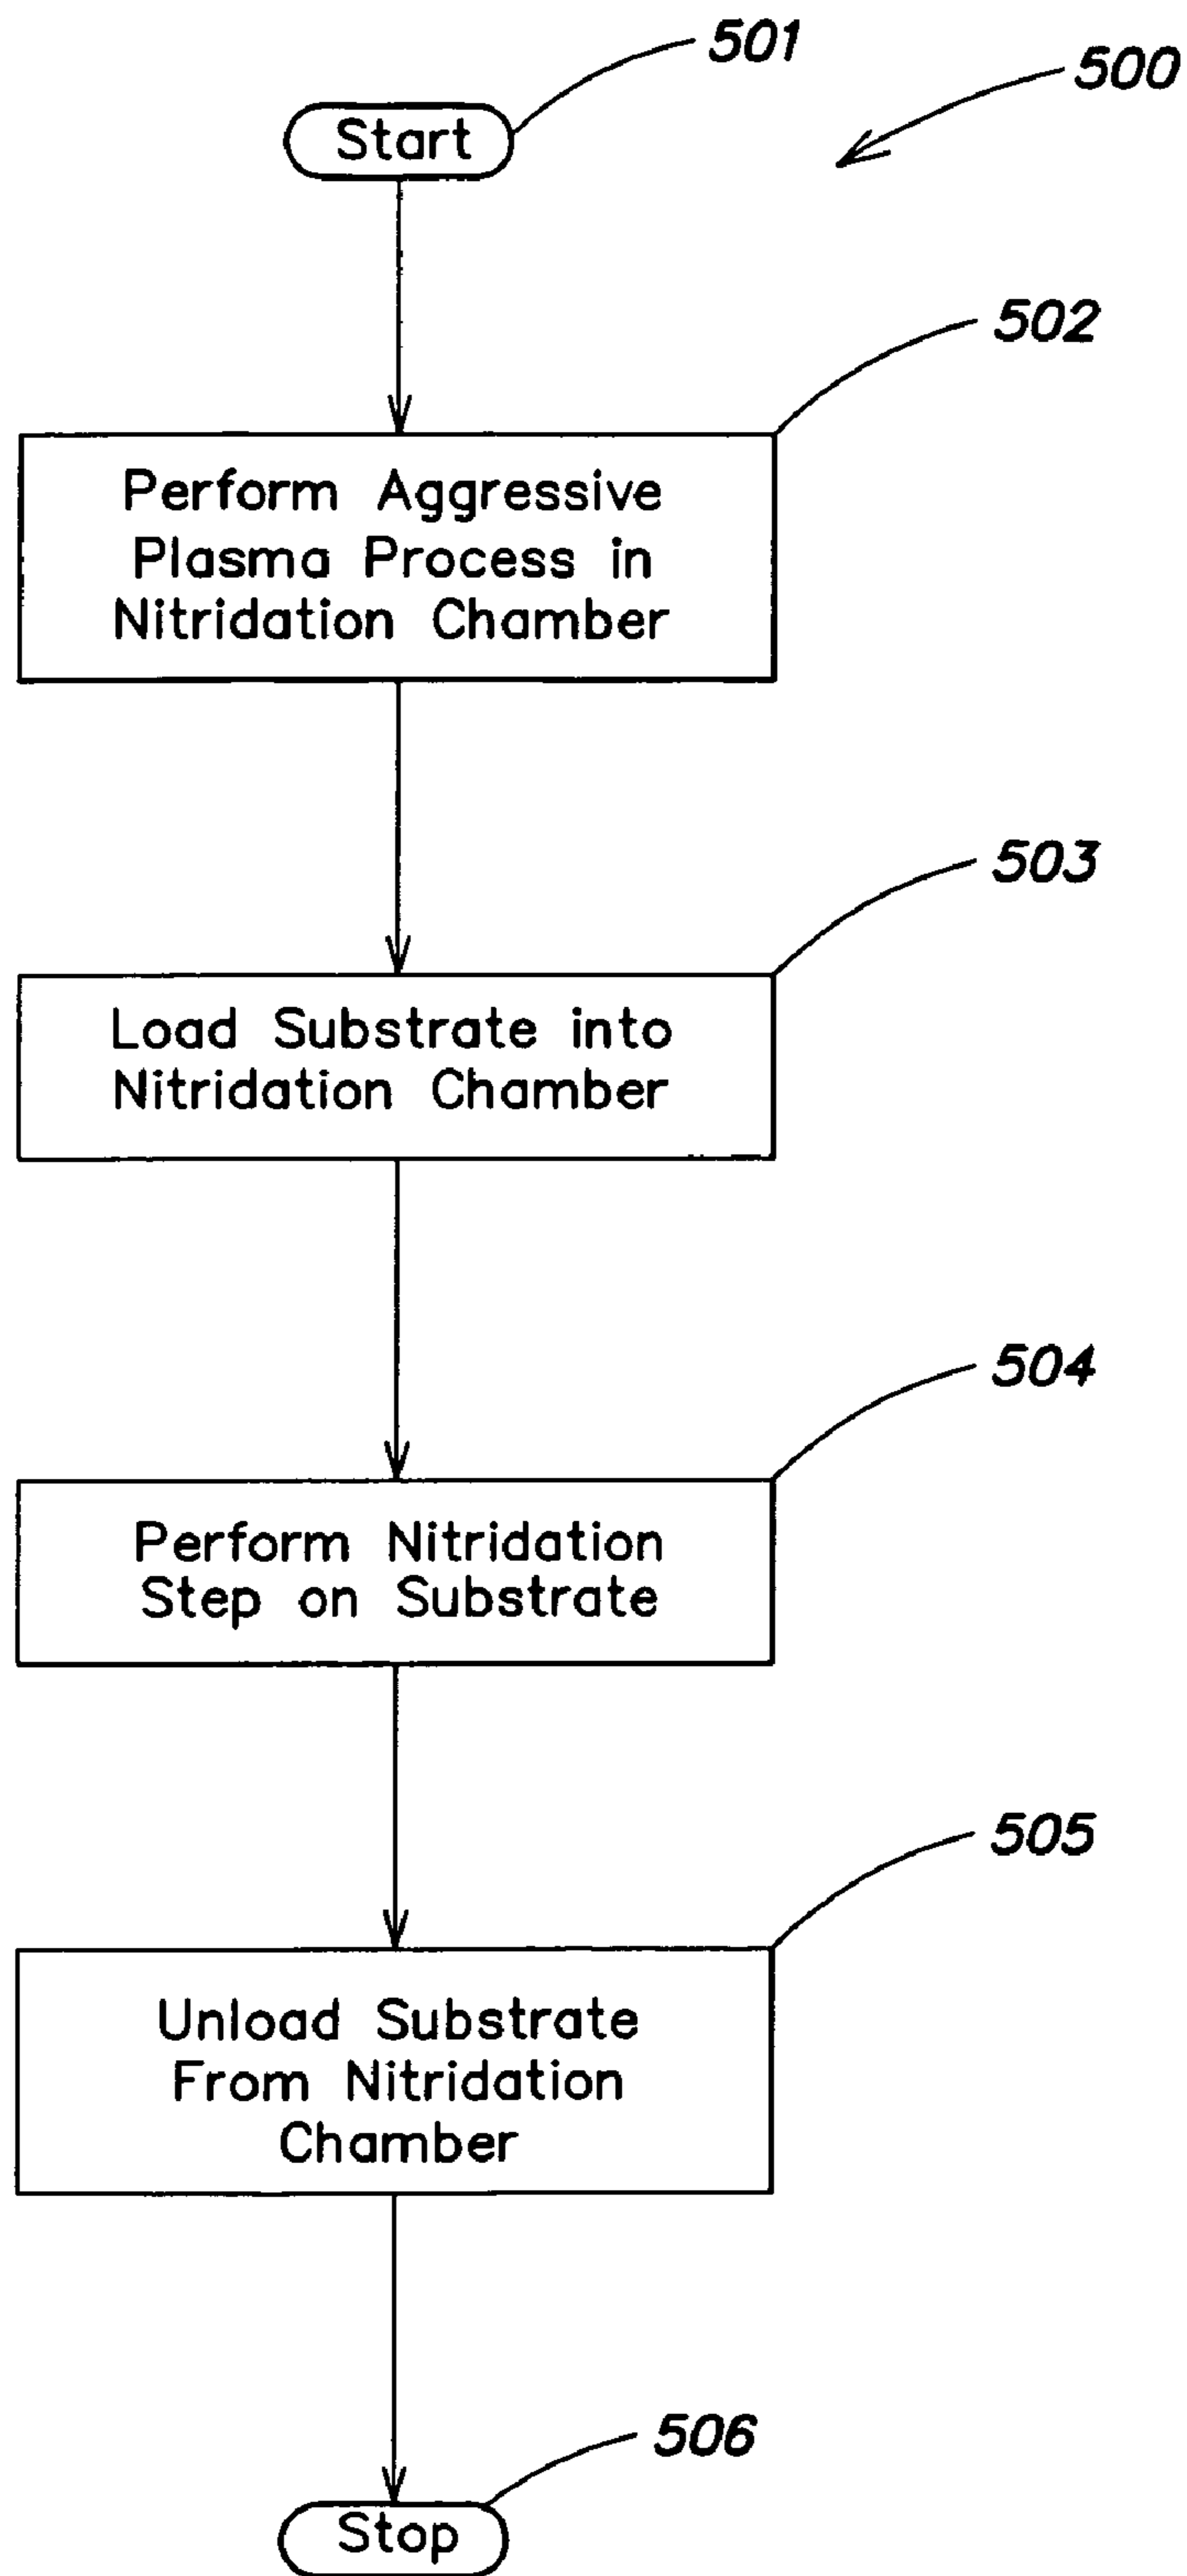 501
500
Start
502
Perform Aggressive
Plasma Process in
Nitridation Chamber
503
Load Substrate into
Nitridation Chamber
504
Perform Nitridation
Step on Substrate
505
Unload Substrate
From Nitridation
Chamber
506
Stop